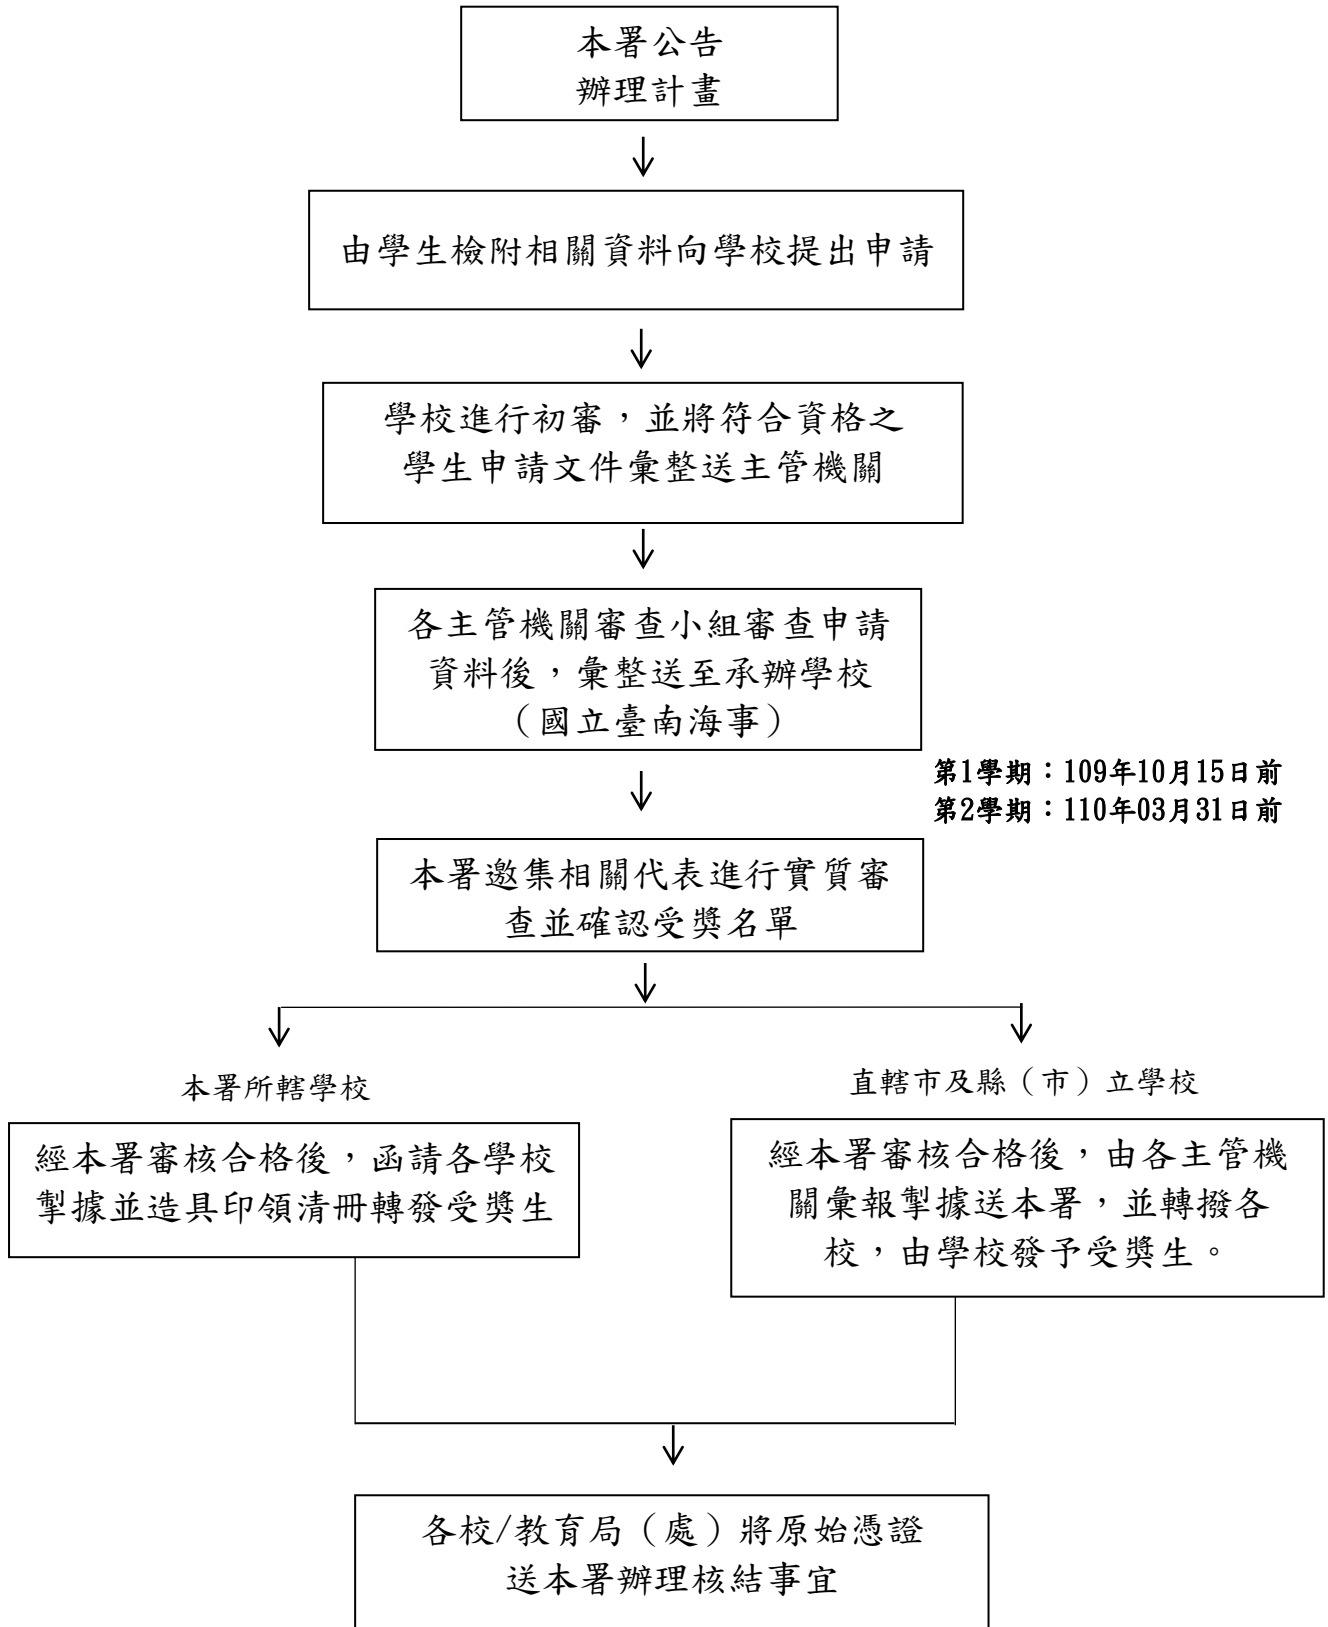 本署公告
辦理計畫
由學生檢附相關資料向學校提出申請
學校進行初審，並將符合資格之
學生申請文件彙整送主管機關
各主管機關審查小組審查申請
資料後，彙整送至承辦學校
（國立臺南海事）
第1學期：109年10月15日前
第2學期：110年03月31日前
本署邀集相關代表進行實質審
查並確認受獎名單
本署所轄學校
經本署審核合格後，函請各學校
掣據並造具印領清冊轉發受獎生
直轄市及縣（市）立學校
經本署審核合格後，由各主管機
關彙報掣據送本署，並轉撥各
校，由學校發予受獎生。
各校/教育局（處）將原始憑證
送本署辦理核結事宜